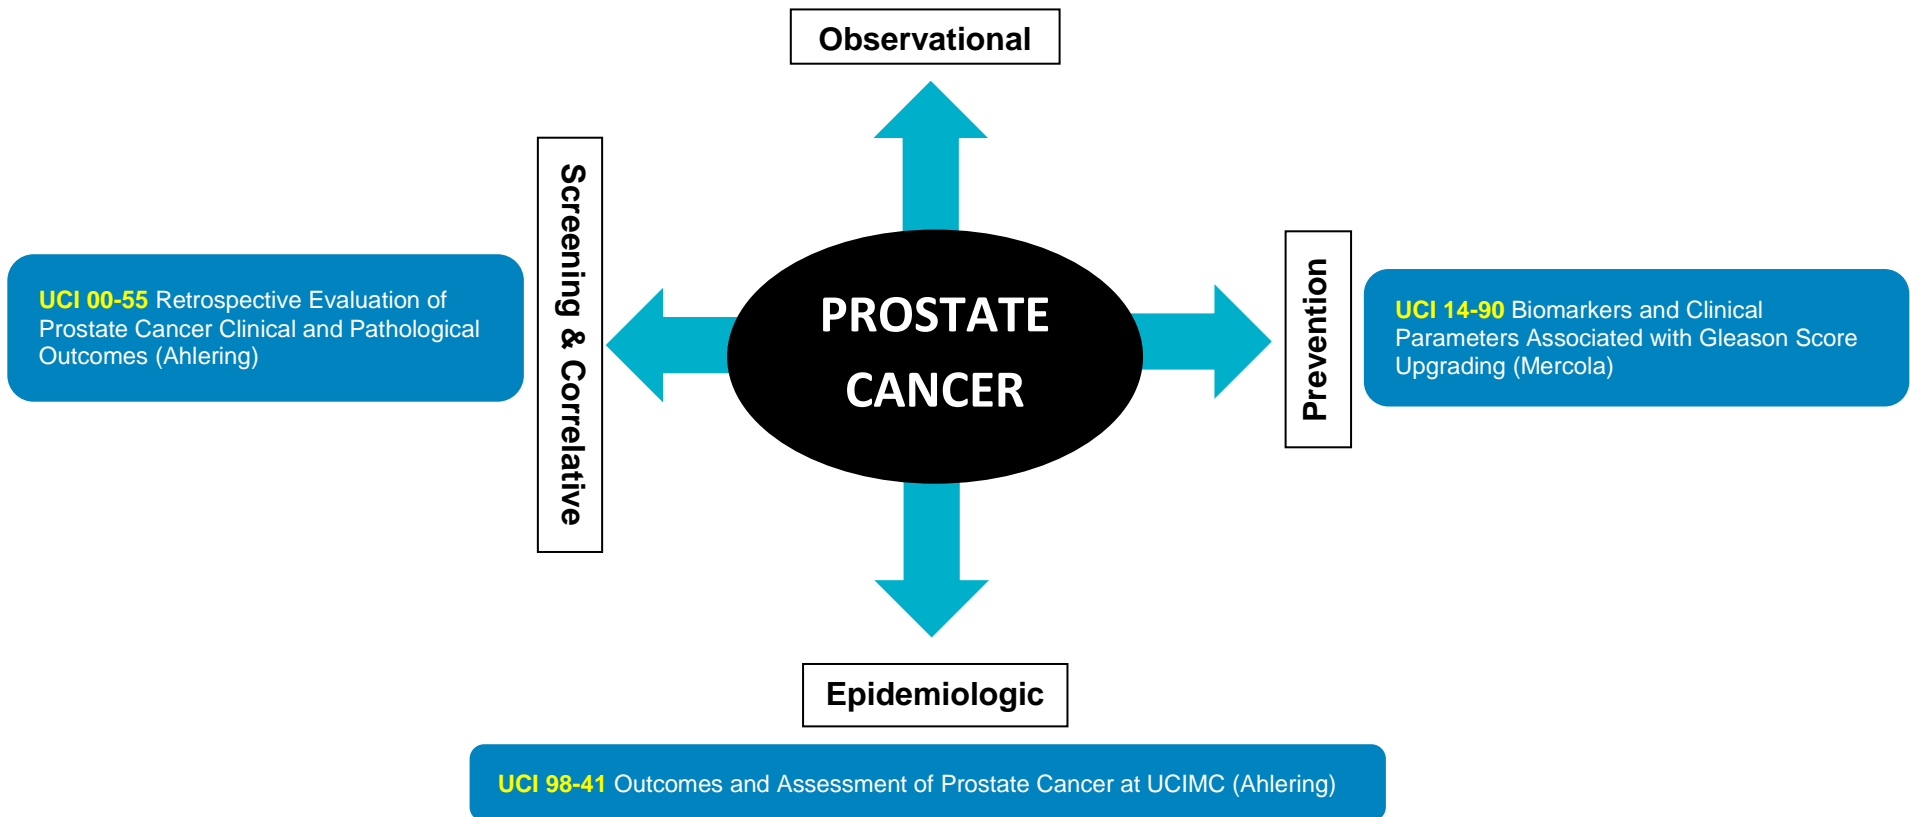 Observational
Screening & Correlative
UCI 00-55 Retrospective Evaluation of
Prostate Cancer Clinical and Pathological
Outcomes (Ahlering)
PROSTATE
CANCER
Prevention
UCI 14-90 Biomarkers and Clinical
Parameters Associated with Gleason Score
Upgrading (Mercola)
Epidemiologic
UCI 98-41 Outcomes and Assessment of Prostate Cancer at UCIMC (Ahlering)